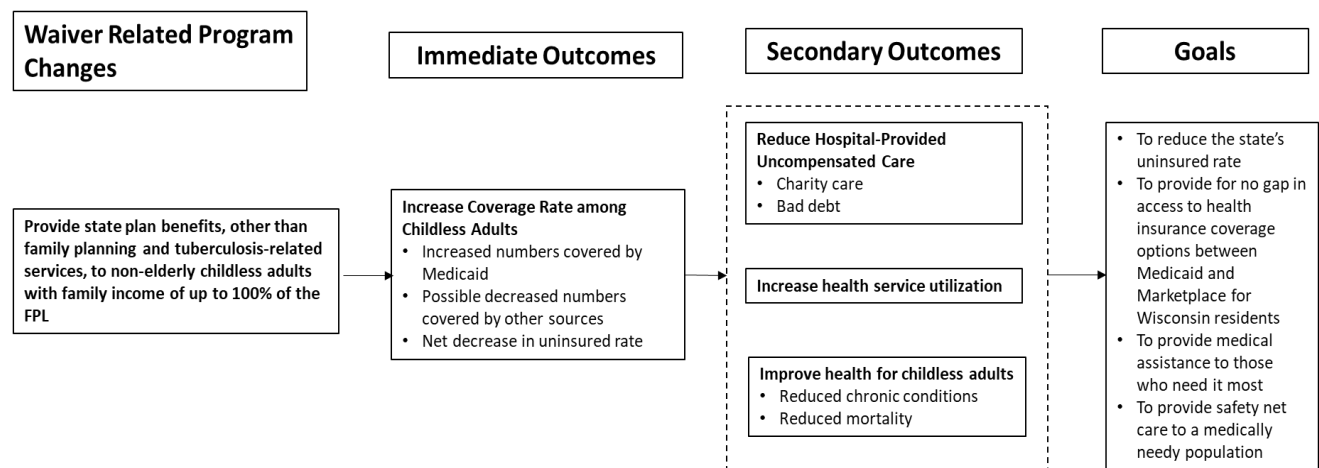 Waiver Related Program
Changes
Immediate Outcomes
Secondary Outcomes
Goals
Provide state plan benefits, other than
family planning and tuberculosis-related
services, to non-elderly childless adults
with family income of up to 100% of the
FPL
Increase Coverage Rate among
Childless Adults
• Increased numbers covered by
Medicaid
• Possible decreased numbers
covered by other sources
• Net decrease in uninsured rate
Reduce Hospital-Provided
Uncompensated Care
• Charity care
• Bad debt
Increase health service utilization
Improve health for childless adults
• Reduced chronic conditions
• Reduced mortality
• To reduce the state’s
uninsured rate
• To provide for no gap in
access to health
insurance coverage
options between
Medicaid and
Marketplace for
Wisconsin residents
• To provide medical
assistance to those
who need it most
• To provide safety net
care to a medically
needy population